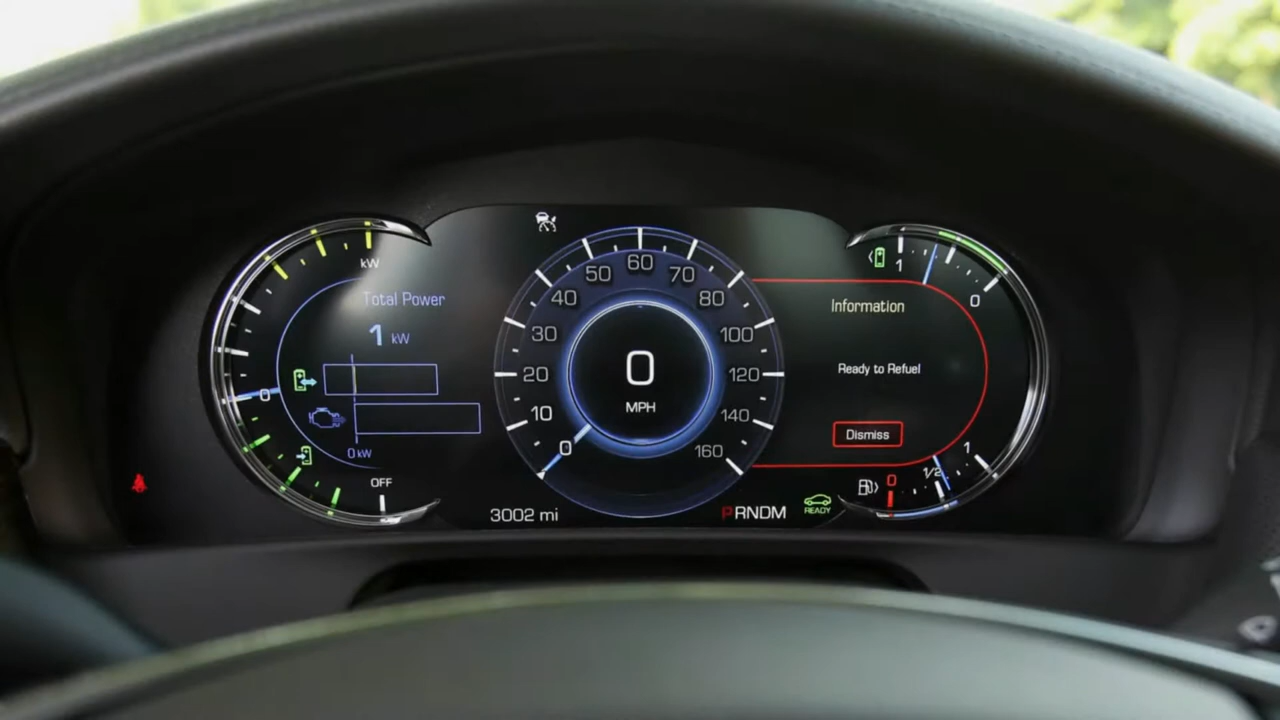 kW
Total Power
1 kW
0
0 kW
OFF
0
10
20
30
40
50
60
70
80
100
120
140
160
0
MPH
3002 mi
PRNDM
READY
1
0
Information
Ready to Refuel
Dismiss
0
1/2
1